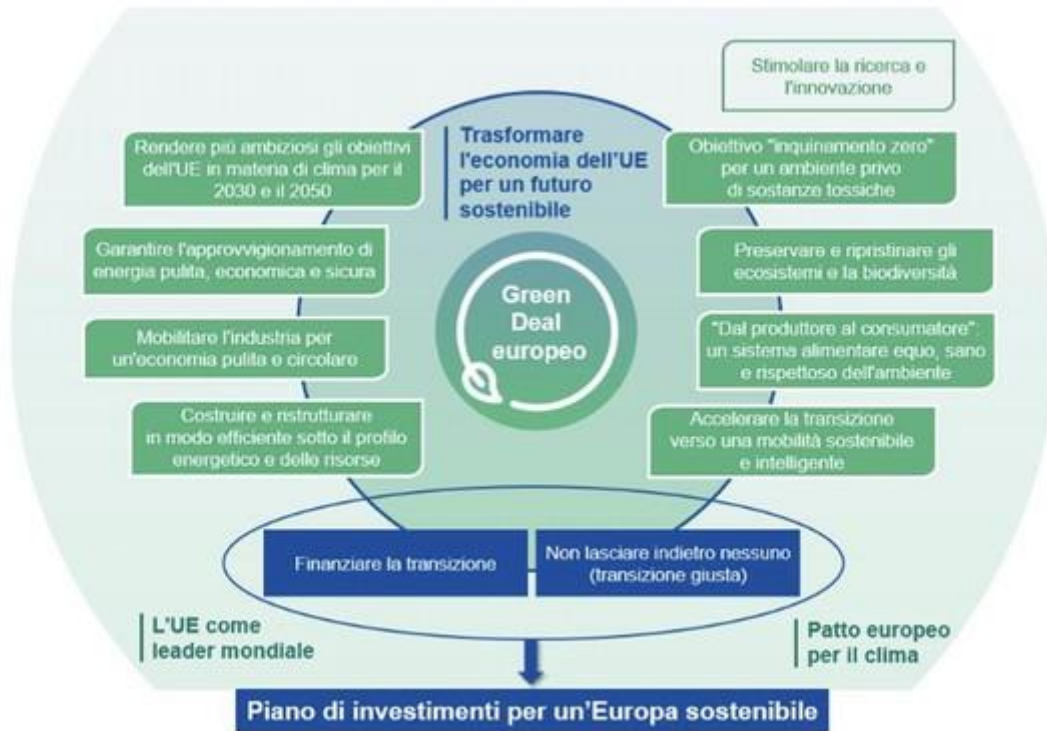 Stimolare la ricerca e
l'innovazione
Trasformare
l'economia dell'UE
per un futuro
sostenibile
Rendere più ambiziosi gli obiettivi
dell'UE in materia di clima per il
2030 e il 2050
Obiettivo "inquinamento zero"
per un ambiente privo
di sostanze tossiche
Garantire l'approvvigionamento di
energia pulita, economica e sicura
Preservare e ripristinare gli
ecosistemi e la biodiversità
Green
Deal
europeo
Mobilitare l'industria per
un'economia pulita e circolare
"Dal produttore al consumatore":
un sistema alimentare equo, sano
e rispettoso dell'ambiente
Costruire e ristrutturare
in modo efficiente sotto il profilo
energetico e delle risorse
Accelerare la transizione
verso una mobilità sostenibile
e intelligente
Finanziare la transizione
Non lasciare indietro nessuno
(transizione giusta)
L'UE come
leader mondiale
Patto europeo
per il clima
Piano di investimenti per un'Europa sostenibile